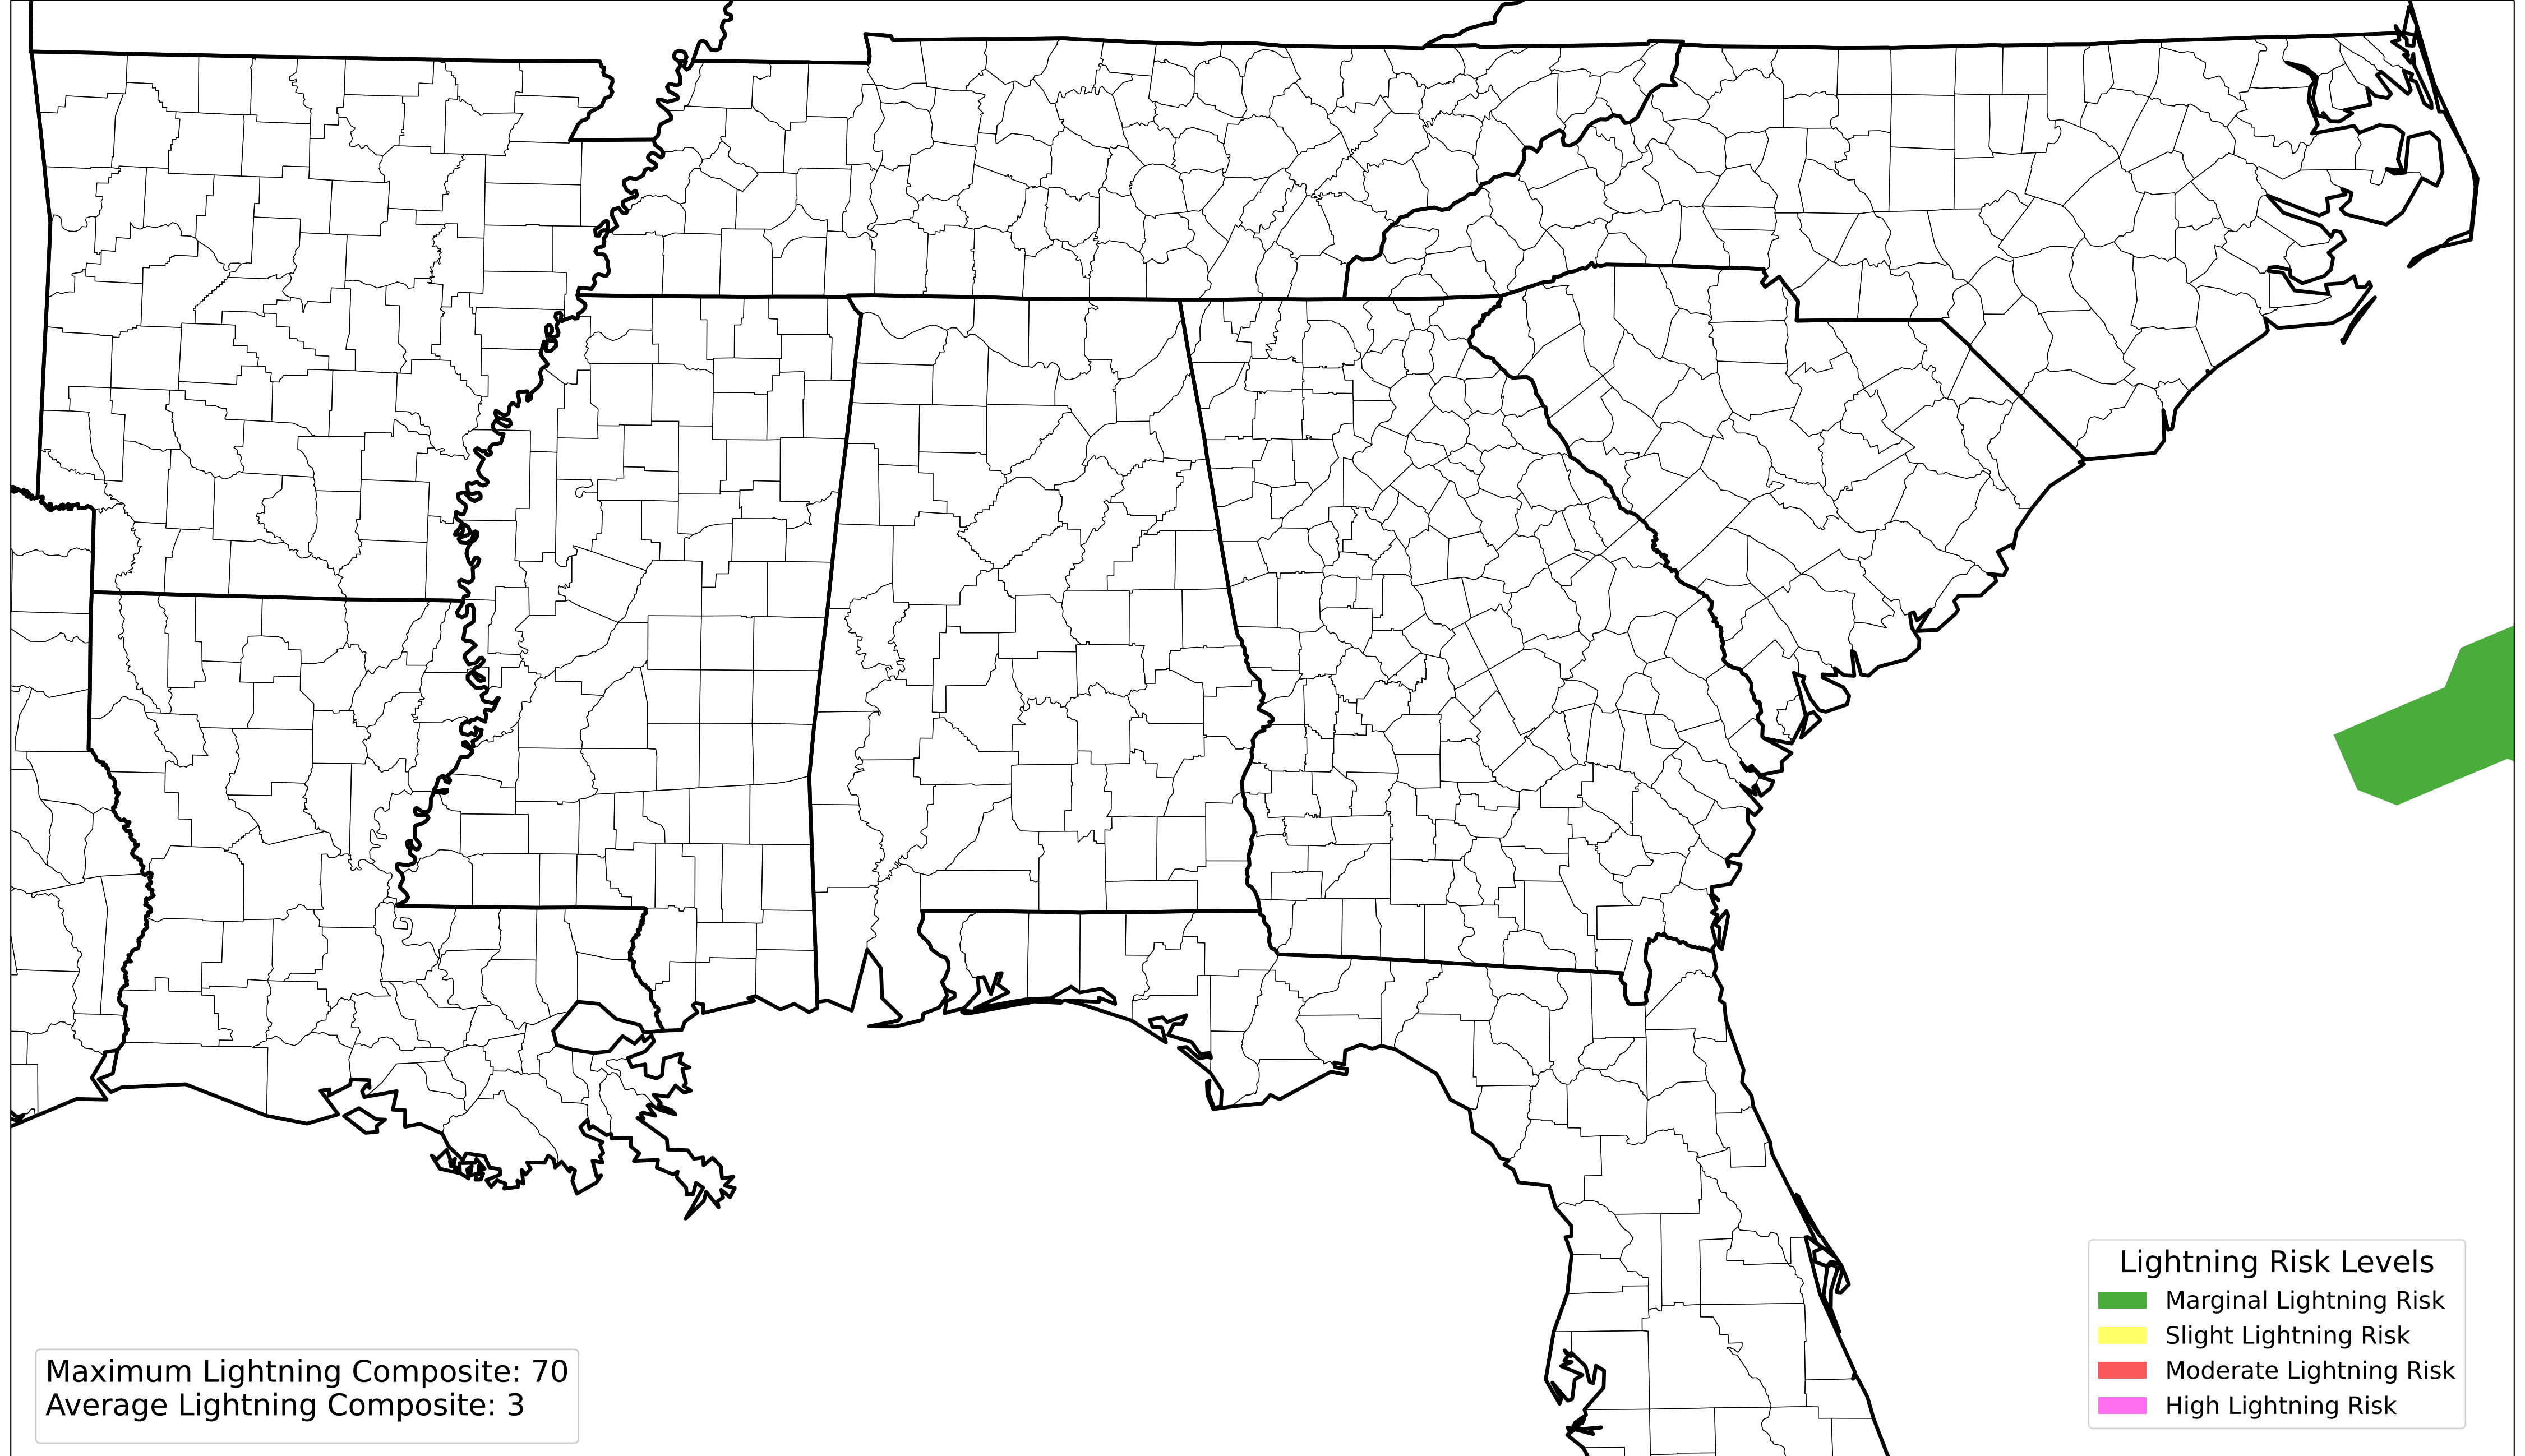 Lightning Risk Levels
Marginal Lightning Risk
Slight Lightning Risk
Moderate Lightning Risk
High Lightning Risk
Maximum Lightning Composite: 70
Average Lightning Composite: 3